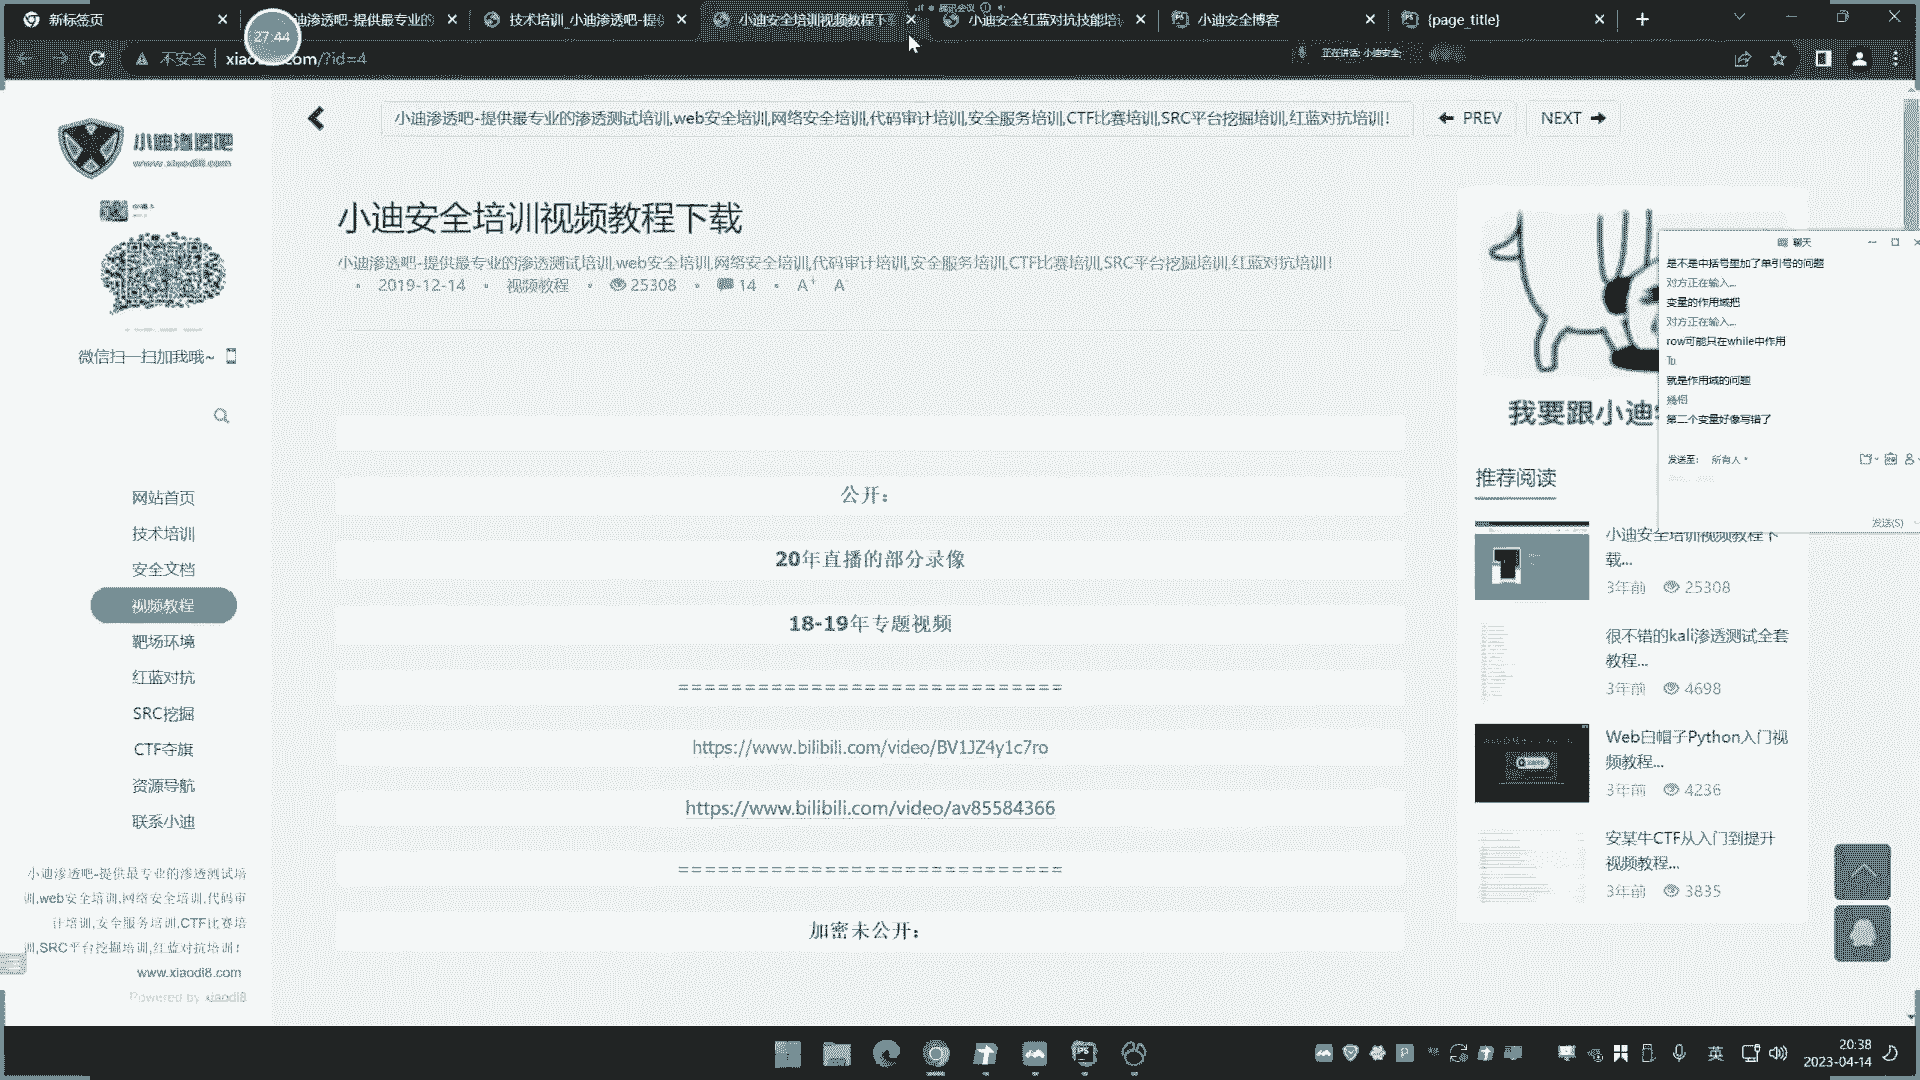 新标签页
渗透吧-提供最专业的
技术培训_小迪渗透吧-提
小迪安全培训视频教程下
小迪安全红蓝对抗技能培
小迪安全博客
{page_title}
27:44
腾讯会议
不安全
xiao
.com/?id=4
正在讲话: 小迪安全
小迪渗透吧
www.xiaodi8.com
微信扫一扫加我哦~
网站首页
技术培训
安全文档
视频教程
靶场环境
红蓝对抗
SRC挖掘
CTF夺旗
资源导航
联系小迪
小迪渗透吧-提供最专业的渗透测试培
训,web安全培训,网络安全培训,代码审
计培训,安全服务培训,CTF比赛培
训,SRC平台挖掘培训,红蓝对抗培训!
www.xiaodi8.com
Powered by xiaodi8
小迪渗透吧-提供最专业的渗透测试培训,web安全培训,网络安全培训,代码审计培训,安全服务培训,CTF比赛培训,SRC平台挖掘培训,红蓝对抗培训!
PREV
NEXT
小迪安全培训视频教程下载
小迪渗透吧-提供最专业的渗透测试培训,web安全培训,网络安全培训,代码审计培训,安全服务培训,CTF比赛培训,SRC平台挖掘培训,红蓝对抗培训!
2019-12-14 视频教程 25308 14 A+ A-
公开：
20年直播的部分录像
18-19年专题视频
=============================
https://www.bilibili.com/video/BV1JZ4y1c7ro
https://www.bilibili.com/video/av85584366
=============================
加密未公开：
我要跟小迪
推荐阅读
小迪安全培训视频教程下
载...
3年前 25308
很不错的kali渗透测试全套
教程...
3年前 4698
Web白帽子Python入门视
频教程...
3年前 4236
安某牛CTF从入门到提升
视频教程...
3年前 3835
聊天
是不是中括号里加了单引号的问题
对方正在输入...
变量的作用域把
对方正在输入...
row可能只在while中作用
就是作用域的问题
第二个变量好像写错了
发送至: 所有人
发送(S)
英
20:38
2023-04-14